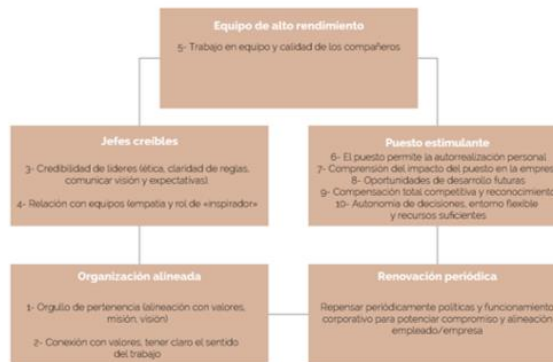 Equipo de alto rendimiento
5- Trabajo en equipo y calidad de los compañeros
Jefes creíbles
3- Credibilidad de líderes (ética, claridad de reglas,
comunicar visión y expectativas).
4- Relación con equipos (empatía y rol de «inspirador»
Puesto estimulante
6- El puesto permite la autorrealización personal
7- Comprensión del impacto del puesto en la empres
8- Oportunidades de desarrollo futuras
9- Compensación total competitiva y reconocimiento
10- Autonomía de decisiones, entorno flexible
y recursos suficientes
Organización alineada
1- Orgullo de pertenencia (alineación con valores,
misión, visión)
2- Conexión con valores, tener claro el sentido
del trabajo
Renovación periódica
Repensar periódicamente políticas y funcionamiento
corporativo para potenciar compromiso y alineación
empleado/empresa